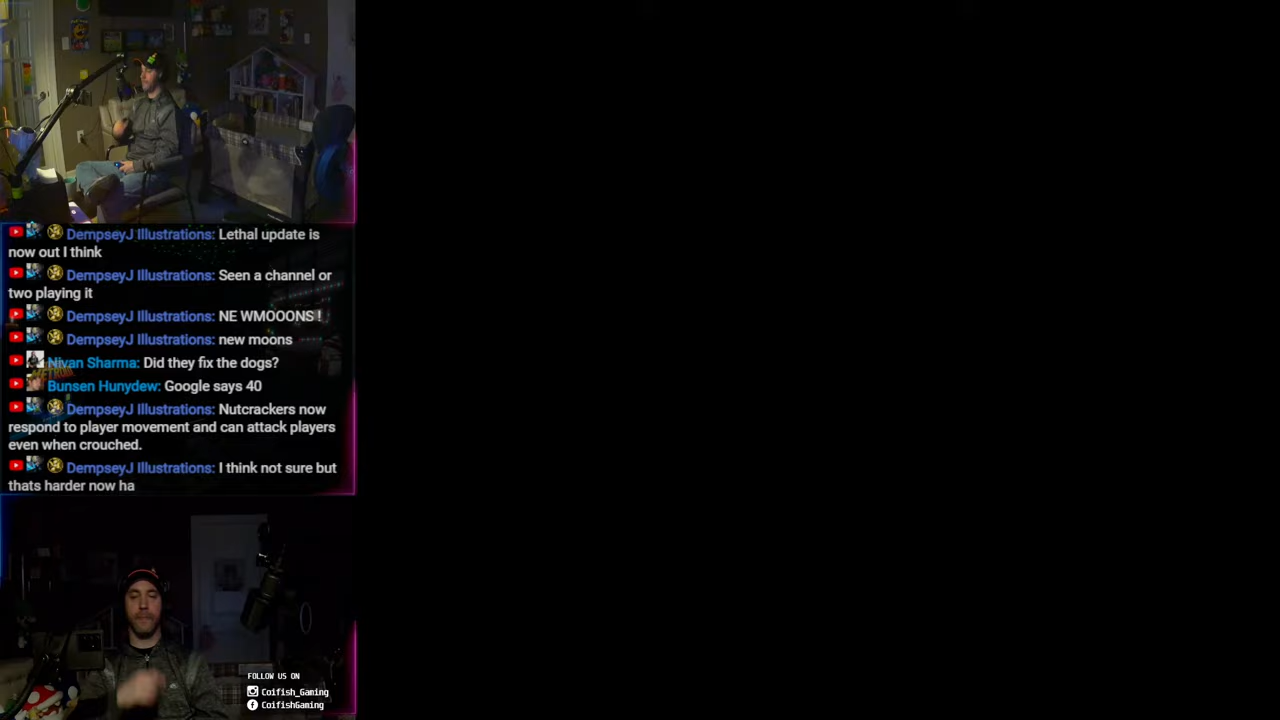 DempseyJ Illustrations: Lethal update is
now out I think
DempseyJ Illustrations: Seen a channel or
two playing it
DempseyJ Illustrations: NE WMOOONS !
DempseyJ Illustrations: new moons
Nivan Sharma: Did they fix the dogs?
Bunsen Hunydew: Google says 40
DempseyJ Illustrations: Nutcrackers now
respond to player movement and can attack players
even when crouched.
DempseyJ Illustrations: I think not sure but
thats harder now ha
FOLLOW US ON
Coifish_Gaming
CoifishGaming